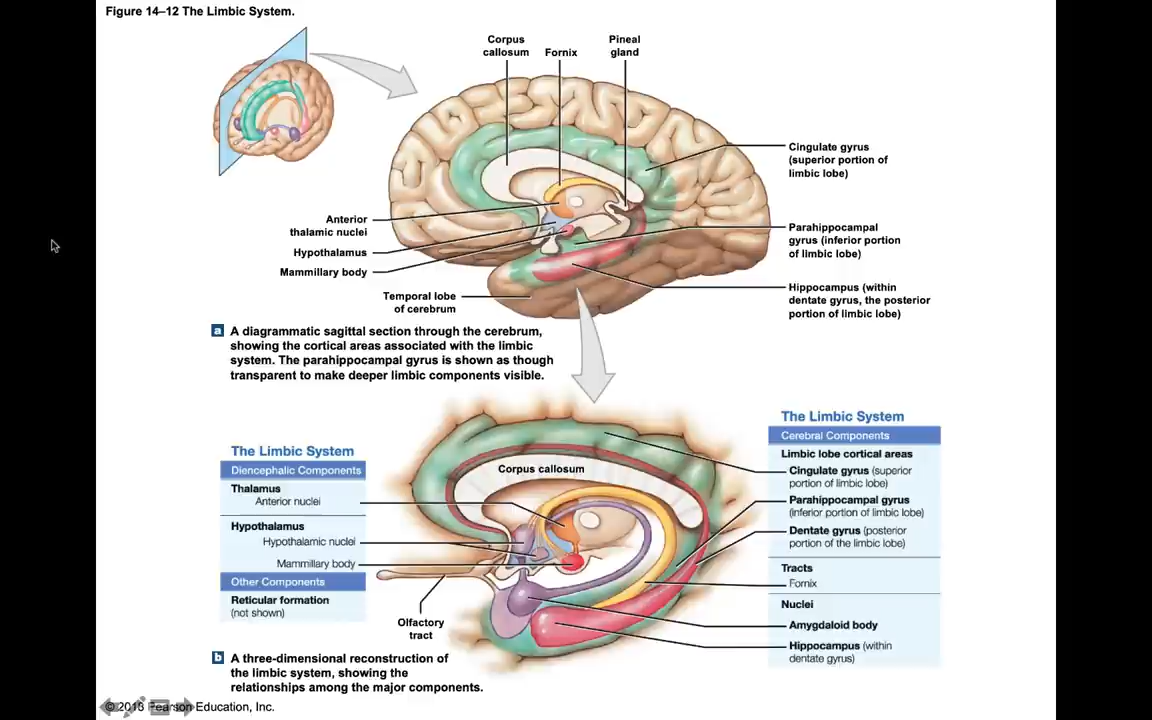 Figure 14–12 The Limbic System.
Corpus
callosum
Fornix
Pineal
gland
Cingulate gyrus
(superior portion of
limbic lobe)
Anterior
thalamic nuclei
Hypothalamus
Mammillary body
Temporal lobe
of cerebrum
Parahippocampal
gyrus (inferior portion
of limbic lobe)
Hippocampus (within
dentate gyrus, the posterior
portion of limbic lobe)
a A diagrammatic sagittal section through the cerebrum,
showing the cortical areas associated with the limbic
system. The parahippocampal gyrus is shown as though
transparent to make deeper limbic components visible.
The Limbic System
Diencephalic Components
Thalamus
Anterior nuclei
Hypothalamus
Hypothalamic nuclei
Mammillary body
Other Components
Reticular formation
(not shown)
Corpus callosum
Olfactory
tract
The Limbic System
Cerebral Components
Limbic lobe cortical areas
Cingulate gyrus (superior
portion of limbic lobe)
Parahippocampal gyrus
(inferior portion of limbic lobe)
Dentate gyrus (posterior
portion of the limbic lobe)
Tracts
Fornix
Nuclei
Amygdaloid body
Hippocampus (within
dentate gyrus)
b A three-dimensional reconstruction of
the limbic system, showing the
relationships among the major components.
© 2018 Pearson Education, Inc.